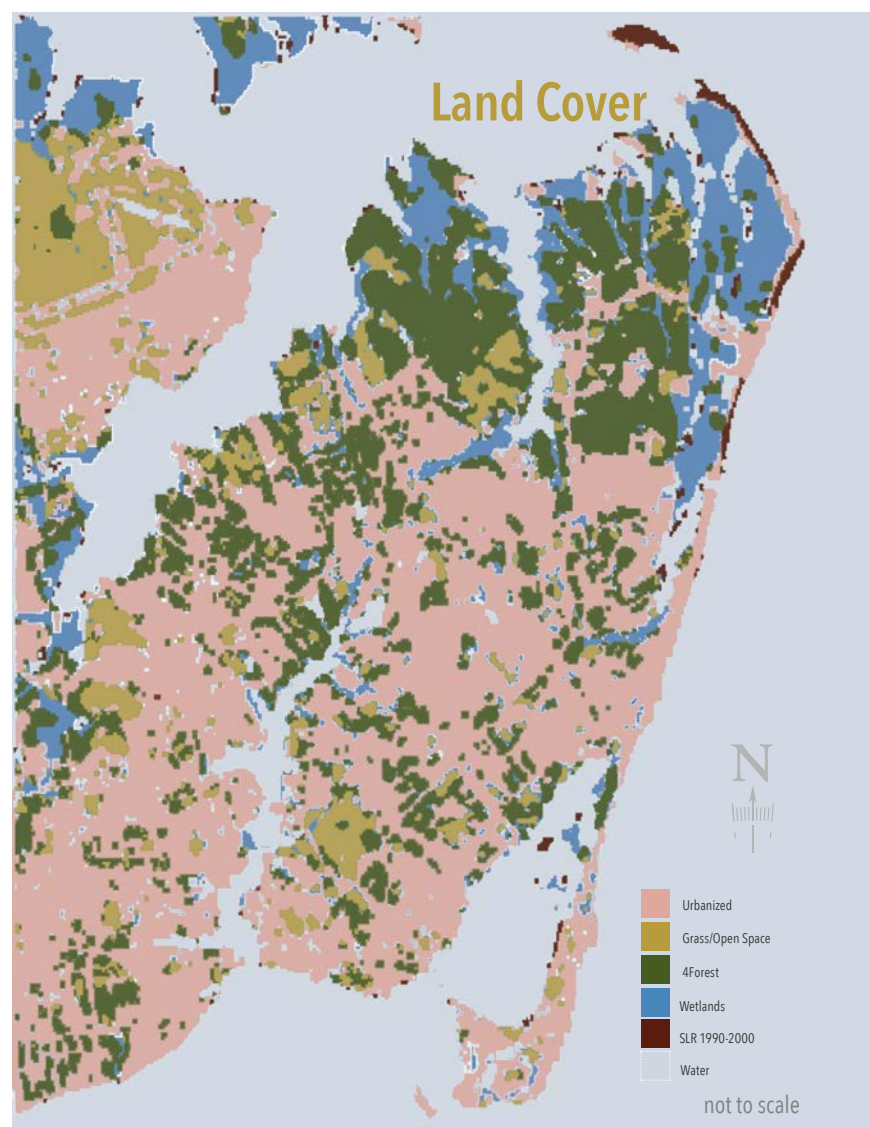 Land Cover
N
Urbanized
Grass/Open Space
4Forest
Wetlands
SLR 1990-2000
Water
not to scale